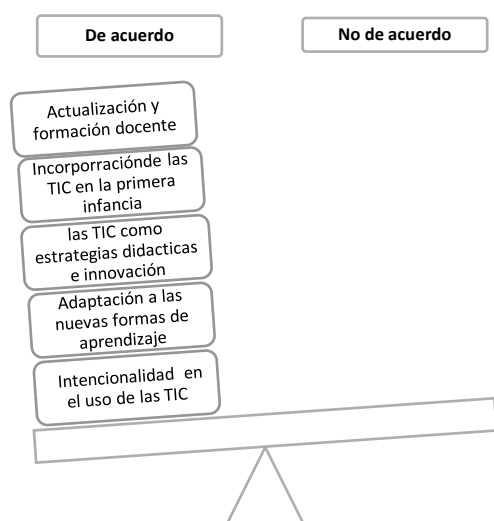 De acuerdo
No de acuerdo
Actualización y
formación docente
Incorporraciónde las
TIC en la primera
infancia
las TIC como
estrategias didacticas
e innovación
Adaptación a las
nuevas formas de
aprendizaje
Intencionalidad en
el uso de las TIC